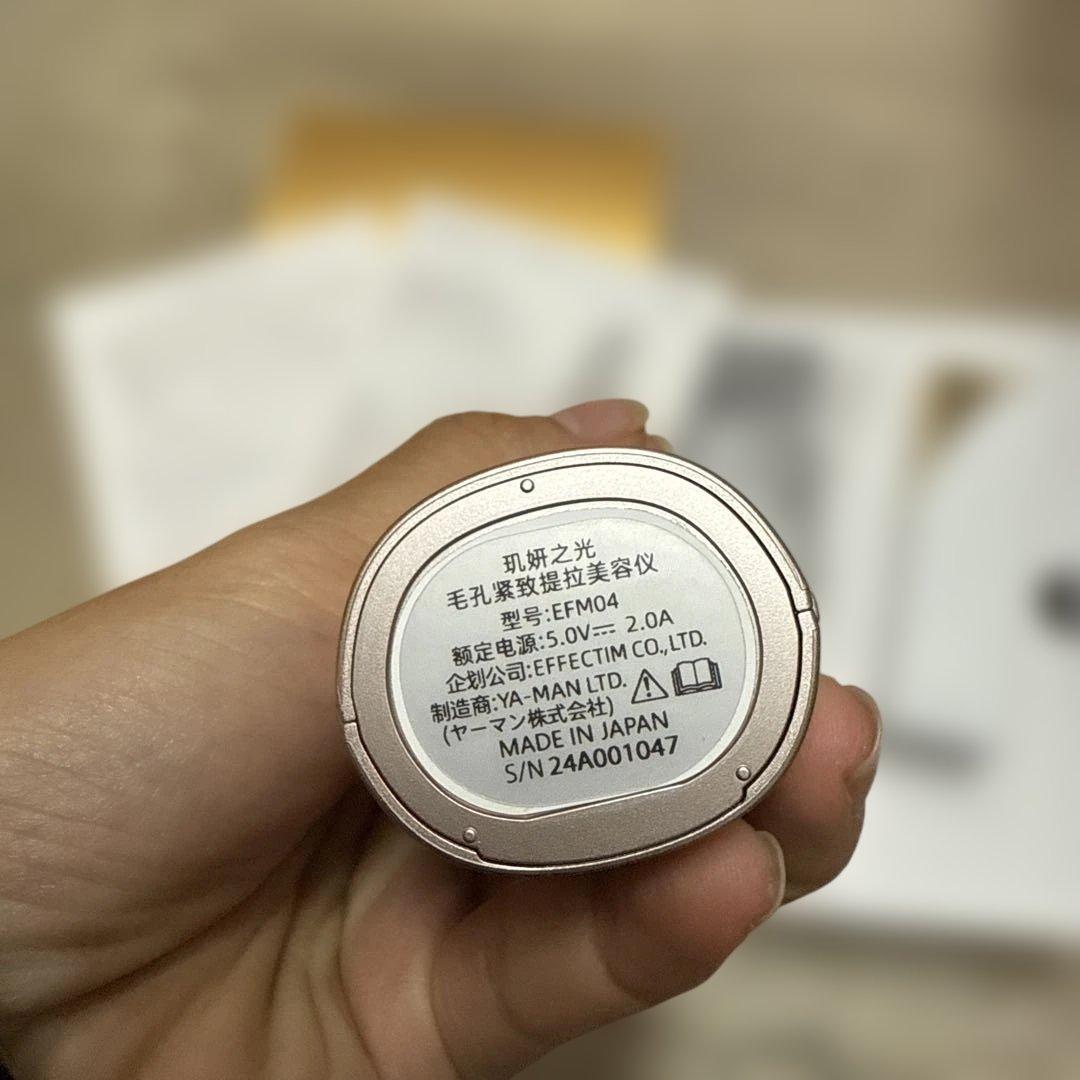 玑妍之光
毛孔紧致提拉美容仪
型号:EFM04
额定电源:5.0V⎓ 2.0A
企划公司:EFFECTIM CO.,LTD.
制造商:YA-MAN LTD.
(ヤーマン株式会社)
MADE IN JAPAN
S/N 24A001047